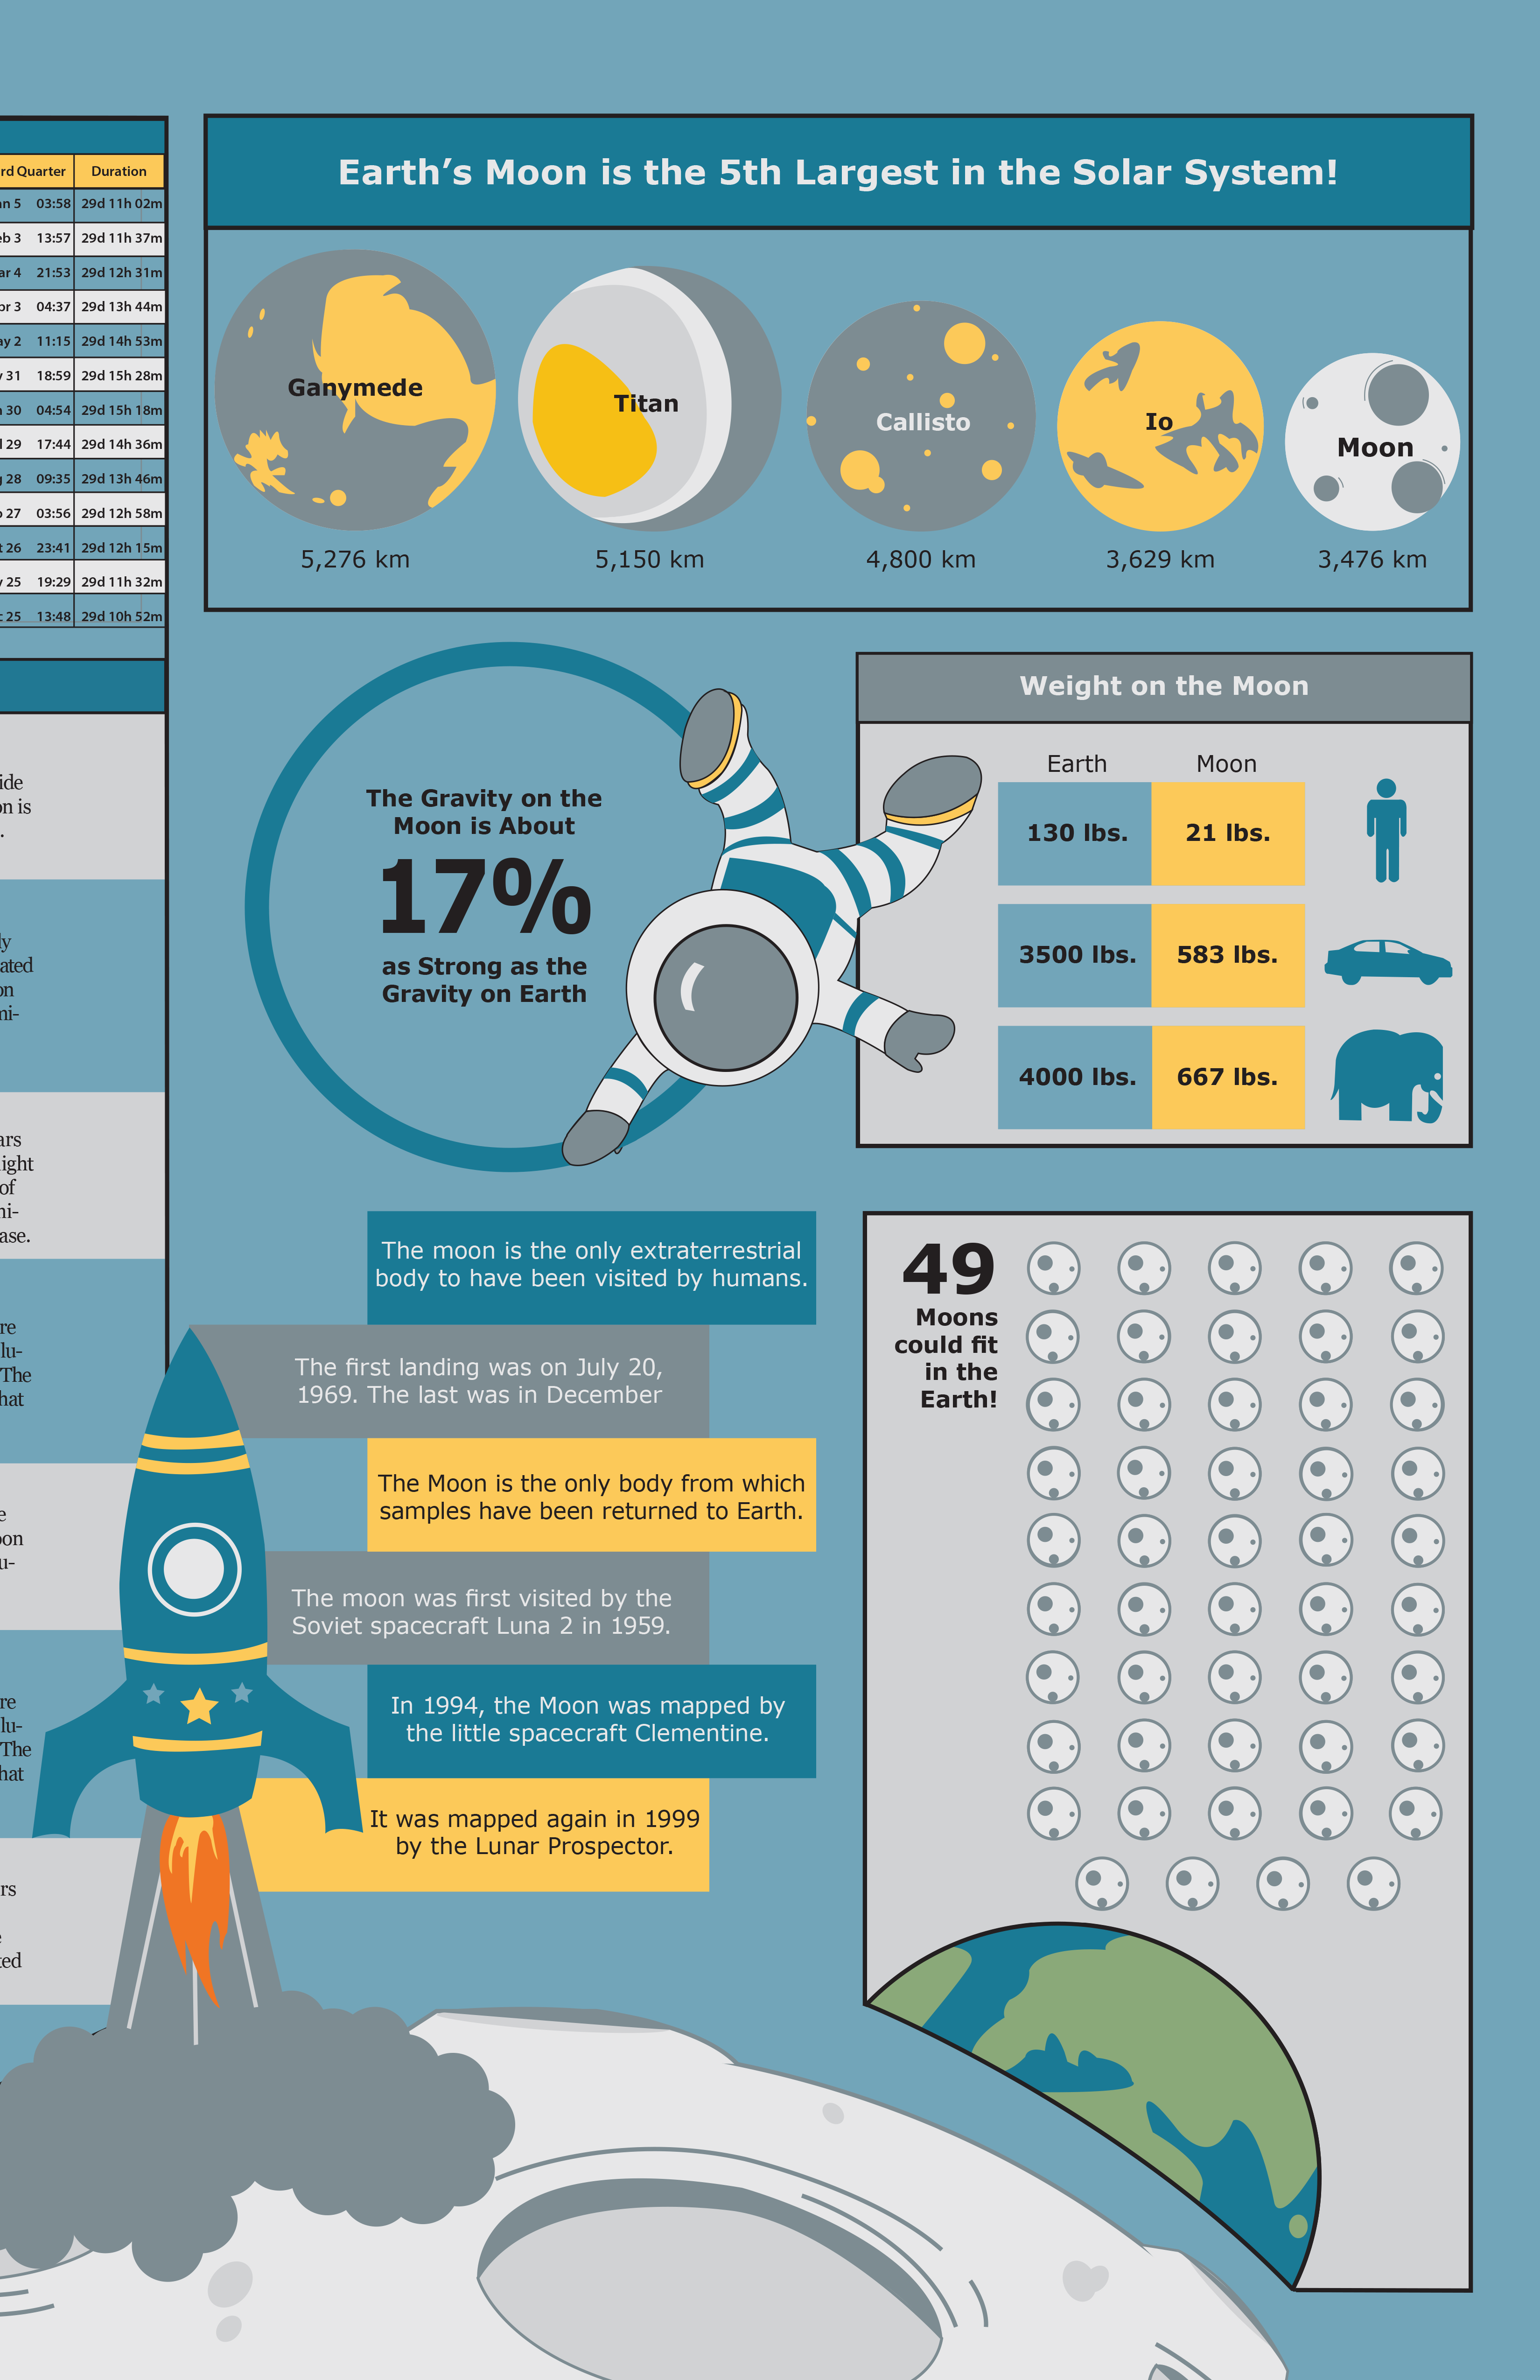 rd Quarter Duration
an 5 03:58 29d 11h 02m
eb 3 13:57 29d 11h 37m
ar 4 21:53 29d 12h 31m
pr 3 04:37 29d 13h 44m
ay 2 11:15 29d 14h 53m
y 31 18:59 29d 15h 28m
n 30 04:54 29d 15h 18m
l 29 17:44 29d 14h 36m
g 28 09:35 29d 13h 46m
p 27 03:56 29d 12h 58m
t 26 23:41 29d 12h 15m
v 25 19:29 29d 11h 32m
c 25 13:48 29d 10h 52m
ide
on is
.
ly
ated
on
mi-
ars
ight
of
ni-
ase.
re
lu-
The
hat
e
oon
u-
re
lu-
The
hat
rs
e
ted
Earth’s Moon is the 5th Largest in the Solar System!
Ganymede
Titan
Callisto
Io
Moon
5,276 km
5,150 km
4,800 km
3,629 km
3,476 km
The Gravity on the
Moon is About
17%
as Strong as the
Gravity on Earth
Weight on the Moon
Earth Moon
130 lbs. 21 lbs.
3500 lbs. 583 lbs.
4000 lbs. 667 lbs.
The moon is the only extraterrestrial
body to have been visited by humans.
The first landing was on July 20,
1969. The last was in December
The Moon is the only body from which
samples have been returned to Earth.
The moon was first visited by the
Soviet spacecraft Luna 2 in 1959.
In 1994, the Moon was mapped by
the little spacecraft Clementine.
It was mapped again in 1999
by the Lunar Prospector.
49
Moons
could fit
in the
Earth!